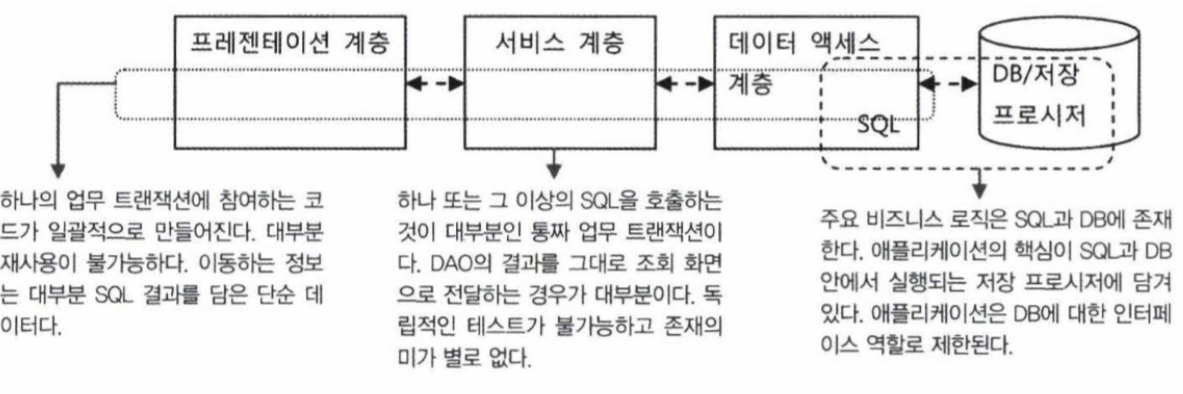 프레젠테이션 계층
서비스 계층
데이터 액세스
계층
SQL
DB/저장
프로시저
하나의 업무 트랜잭션에 참여하는 코
드가 일괄적으로 만들어진다. 대부분
재사용이 불가능하다. 이동하는 정보
는 대부분 SQL 결과를 담은 단순 데
이터다.
하나 또는 그 이상의 SQL을 호출하는
것이 대부분인 통짜 업무 트랜잭션이
다. DAO의 결과를 그대로 조회 화면
으로 전달하는 경우가 대부분이다. 독
립적인 테스트가 불가능하고 존재의
미가 별로 없다.
주요 비즈니스 로직은 SQL과 DB에 존재
한다. 애플리케이션의 핵심이 SQL과 DB
안에서 실행되는 저장 프로시저에 담겨
있다. 애플리케이션은 DB에 대한 인터페
이스 역할로 제한된다.